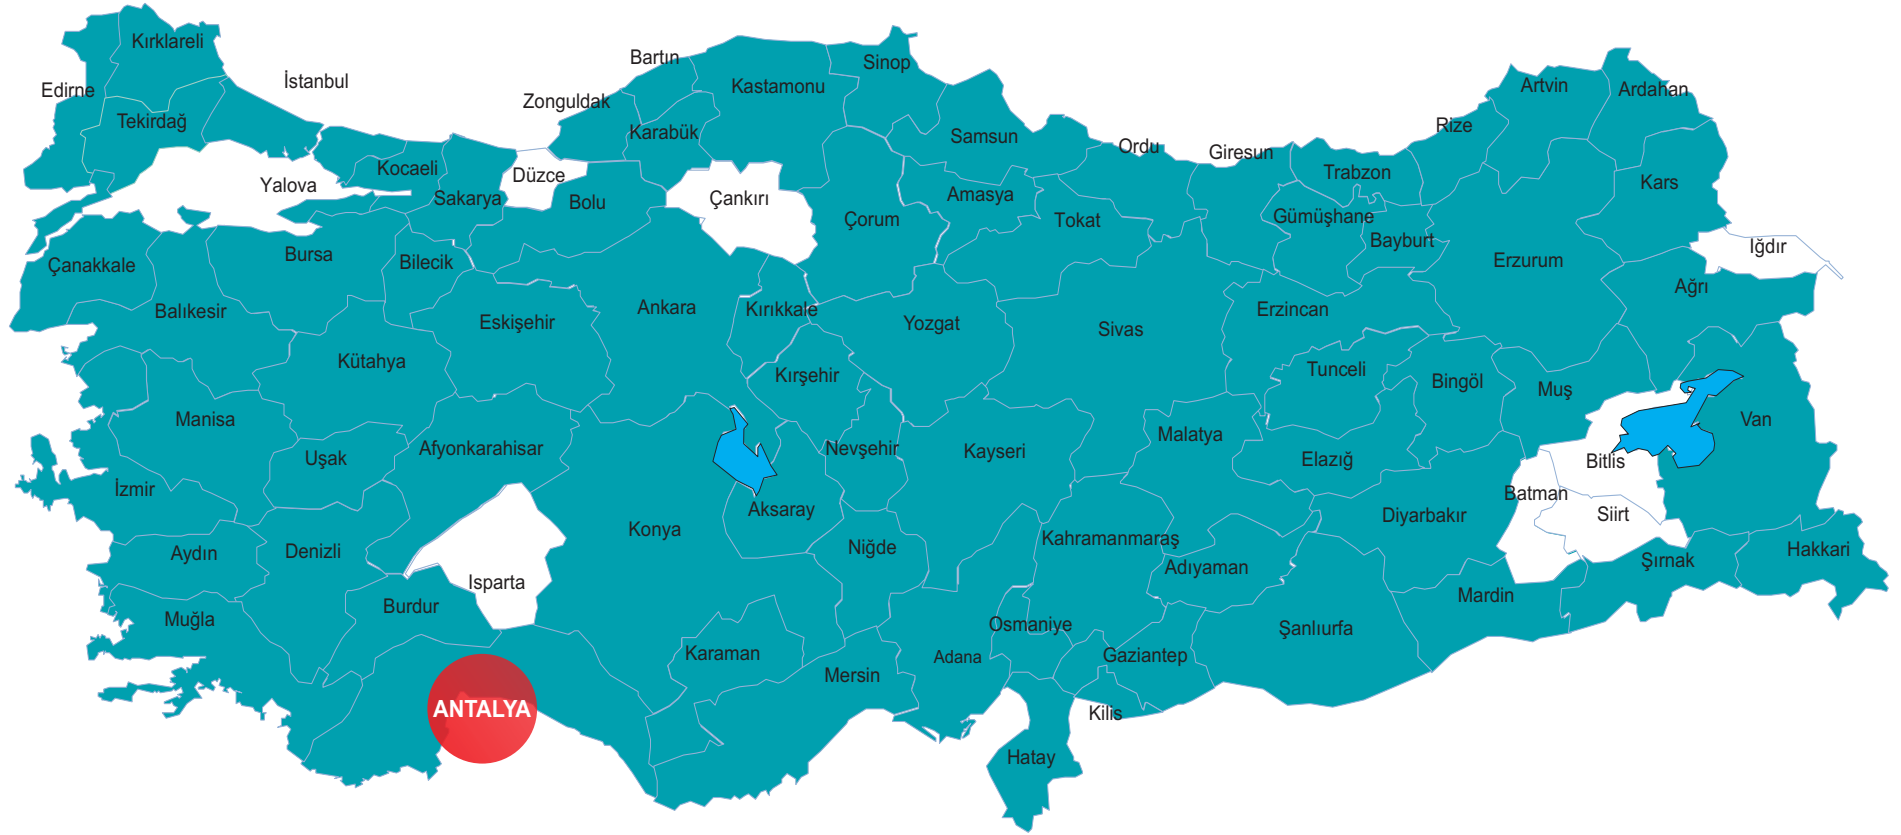 Kırklareli
Edirne
İstanbul
Tekirdağ
Yalova
Kocaeli
Sakarya
Düzce
Bolu
Zonguldak
Bartın
Karabük
Kastamonu
Sinop
Çankırı
Çorum
Samsun
Amasya
Tokat
Ordu
Giresun
Trabzon
Rize
Artvin
Ardahan
Kars
Gümüşhane
Bayburt
Erzurum
Iğdır
Ağrı
Çanakkale
Balıkesir
Bursa
Bilecik
Eskişehir
Kütahya
Ankara
Kırıkkale
Yozgat
Sivas
Erzincan
Kırşehir
Tunceli
Bingöl
Muş
Van
Bitlis
Manisa
Uşak
Afyonkarahisar
İzmir
Nevşehir
Kayseri
Malatya
Elazığ
Aksaray
Konya
Niğde
Kahramanmaraş
Adıyaman
Diyarbakır
Batman
Siirt
Şırnak
Hakkari
Aydın
Denizli
Isparta
Burdur
Muğla
Karaman
Mersin
Adana
Osmaniye
Gaziantep
Şanlıurfa
Mardin
Kilis
Hatay
ANTALYA